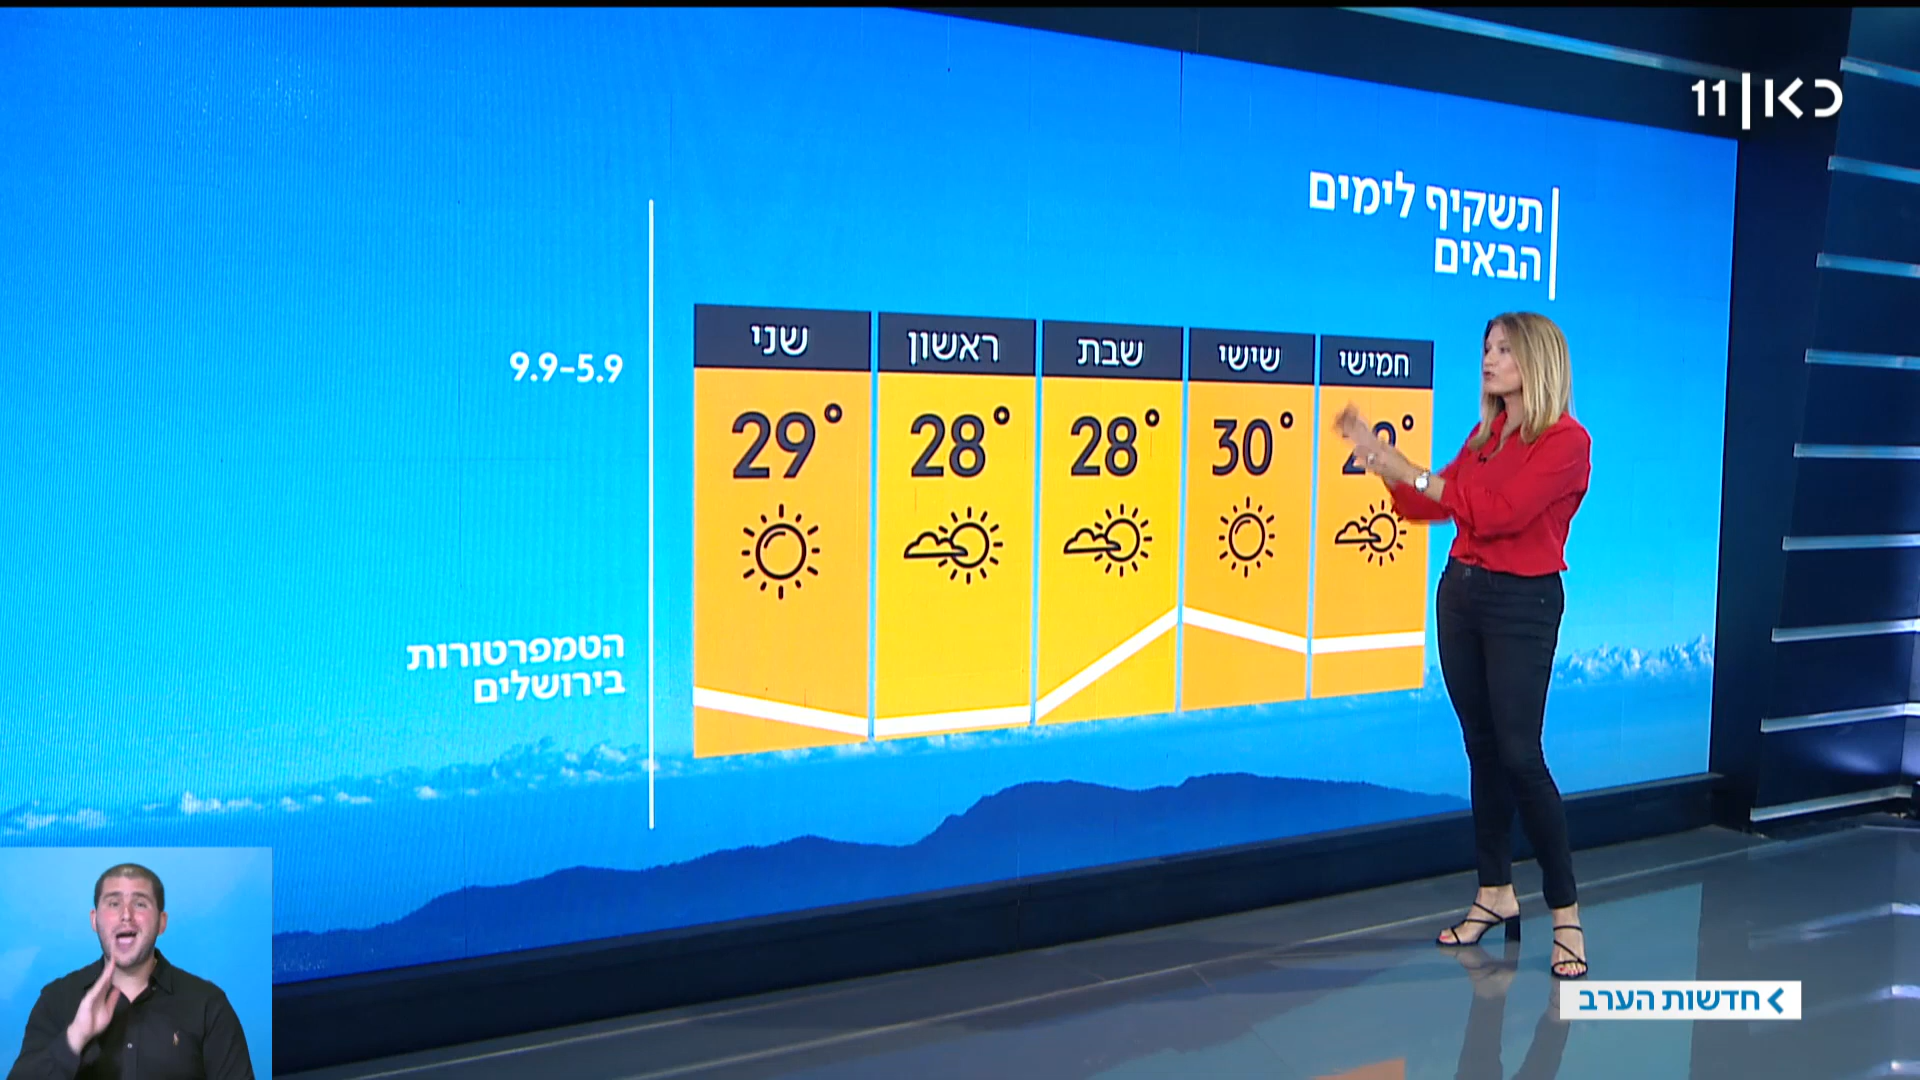 כאן 11
תשקיף לימים
הבאים
חמישי
שישי
שבת
ראשון
שני
30°
28°
28°
29°
9.9-5.9
הטמפרטורות
בירושלים
חדשות הערב